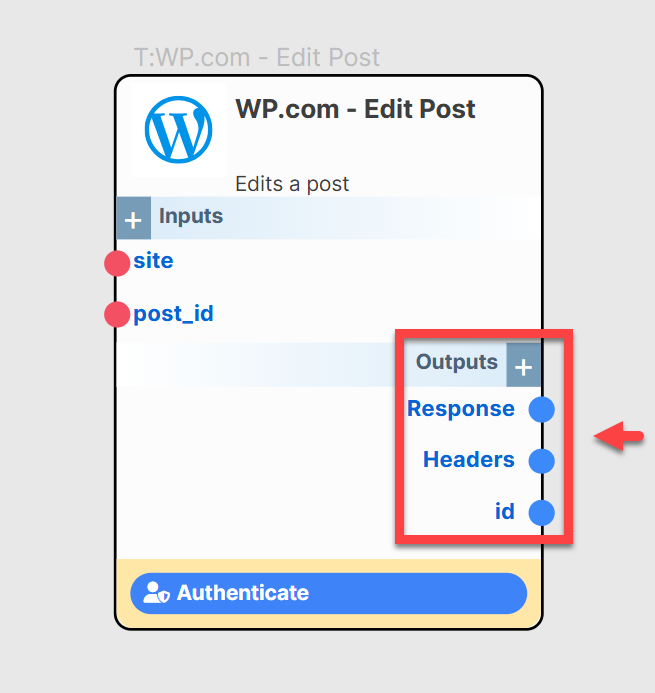 T:WP.com - Edit Post
WP.com - Edit Post
Edits a post
+ Inputs
site
post_id
Outputs +
Response
Headers
id
Authenticate